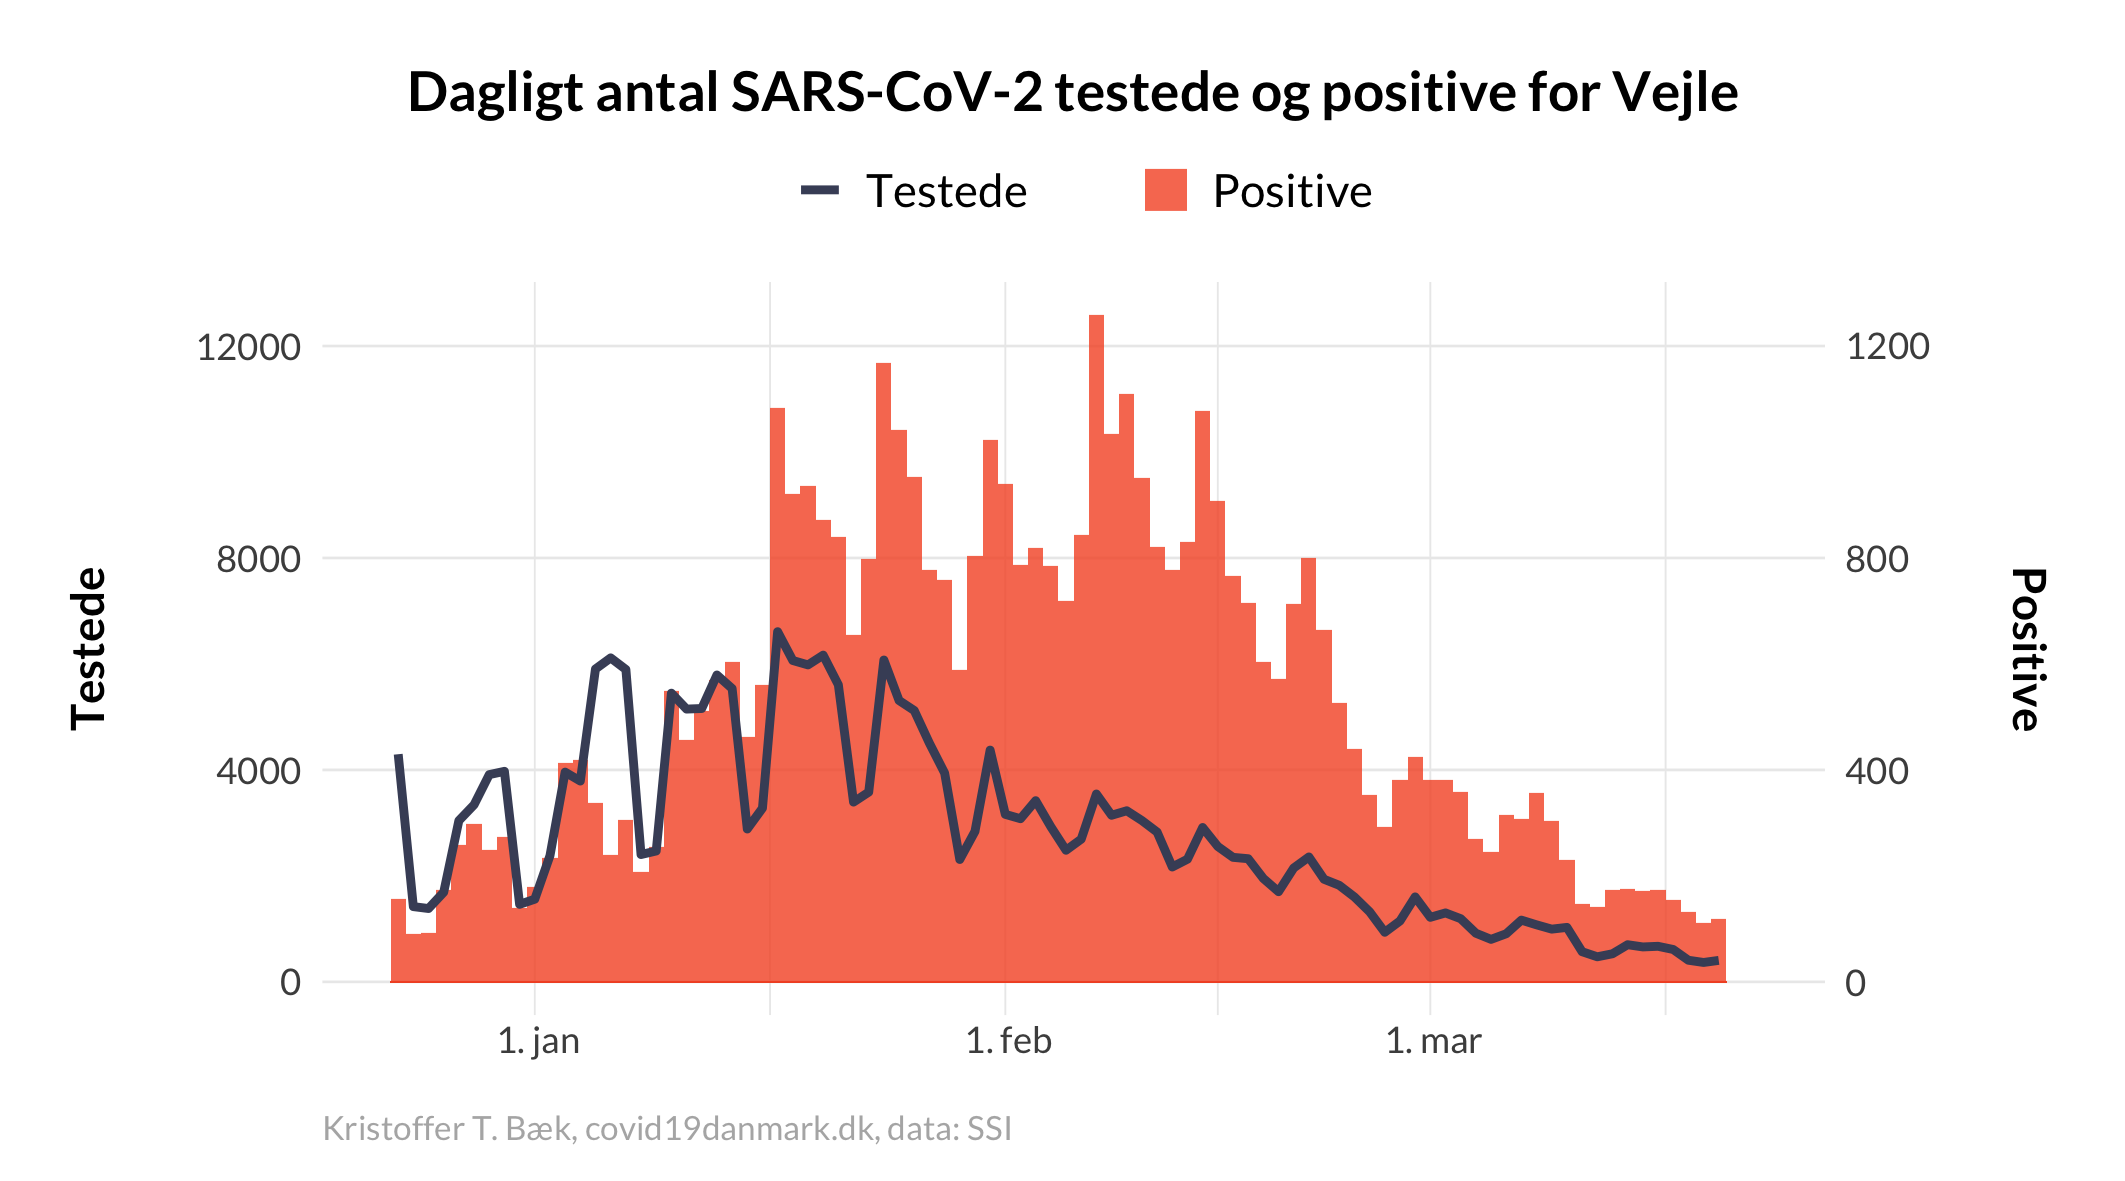 Dagligt antal SARS-CoV-2 testede og positive for Vejle
Testede
Positive
12000
8000
4000
0
Testede
1200
800
400
0
Positive
1. jan
1. feb
1. mar
Kristoffer T. Bæk, covid19danmark.dk, data: SSI